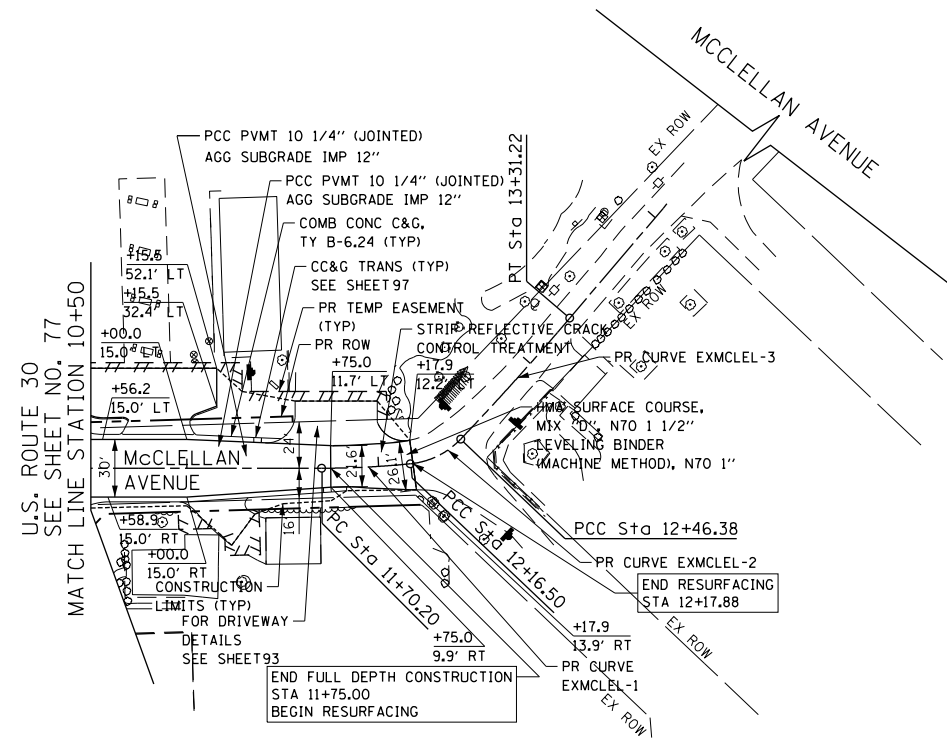 MCCLELLAN AVENUE
EX ROW
PCC PVMT 10 1/4" (JOINTED)
AGG SUBGRADE IMP 12"
PCC PVMT 10 1/4" (JOINTED)
AGG SUBGRADE IMP 12"
COMB CONC C&G,
TY B-6.24 (TYP)
CC&G TRANS (TYP)
SEE SHEET 97
PR TEMP EASEMENT
(TYP)
PR ROW
PT Sta 13+31.22
EX ROW
STRIP REFLECTIVE CRACK
CONTROL TREATMENT
PR CURVE EXMCLEL-3
+15.5
52.1' LT
+15.5
32.4' LT
+00.0
15.0' LT
+56.2
15.0' LT
+75.0
11.7' LT
+17.9
12.2' LT
U.S. ROUTE 30
SEE SHEET NO. 77
MATCH LINE STATION 10+50
HMA SURFACE COURSE,
MIX "D", N70 1 1/2"
LEVELING BINDER
(MACHINE METHOD), N70 1"
30'
McCLELLAN
AVENUE
24'
16'
21.6'
26.1'
PC Sta 11+70.20
PCC Sta 12+16.50
PCC Sta 12+46.38
PR CURVE EXMCLEL-2
END RESURFACING
STA 12+17.88
+58.9
15.0' RT
+00.0
15.0' RT
CONSTRUCTION
LIMITS (TYP)
FOR DRIVEWAY
DETAILS
SEE SHEET 93
+75.0
9.9' RT
+17.9
13.9' RT
PR CURVE
EXMCLEL-1
EX ROW
EX ROW
END FULL DEPTH CONSTRUCTION
STA 11+75.00
BEGIN RESURFACING